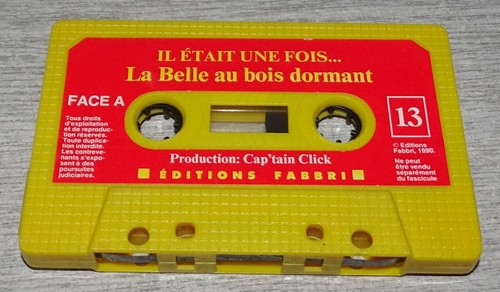 IL ÉTAIT UNE FOIS...
La Belle au bois dormant
FACE A
Tous droits
d'exploitation
et de reproduc-
tion réservés.
Toute duplica-
tion interdite.
Les contreve-
nants s'expo-
sent à des
poursuites
judiciaires.
13
© Editions
Fabbri, 1990.
Ne peut
être vendu
séparément
du fascicule
Production: Cap'tain Click
ÉDITIONS FABBRI